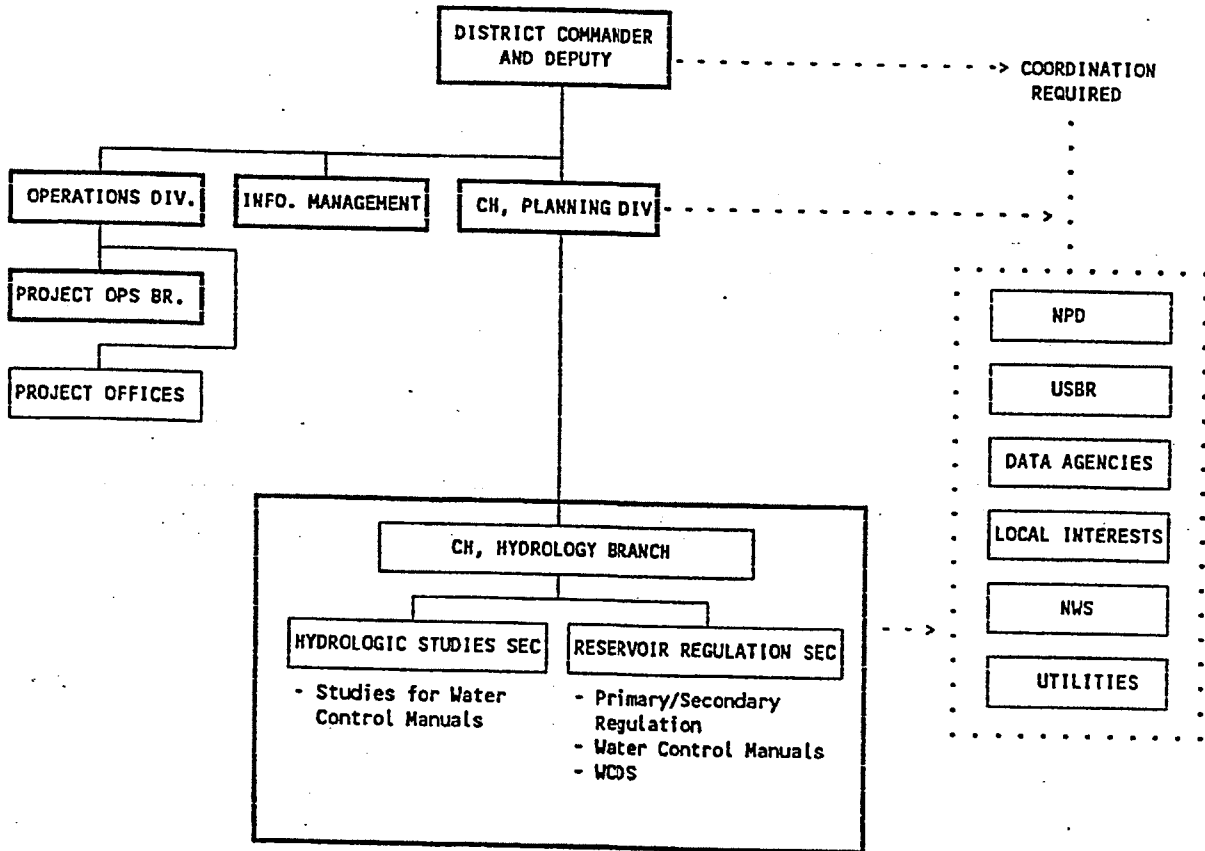 DISTRICT COMMANDER
AND DEPUTY
COORDINATION
REQUIRED
OPERATIONS DIV.
INFO. MANAGEMENT
CH, PLANNING DIV
PROJECT OPS BR.
PROJECT OFFICES
NPD
USBR
DATA AGENCIES
LOCAL INTERESTS
NWS
UTILITIES
CH, HYDROLOGY BRANCH
HYDROLOGIC STUDIES SEC
- Studies for Water
Control Manuals
RESERVOIR REGULATION SEC
- Primary/Secondary
Regulation
- Water Control Manuals
- WCDS